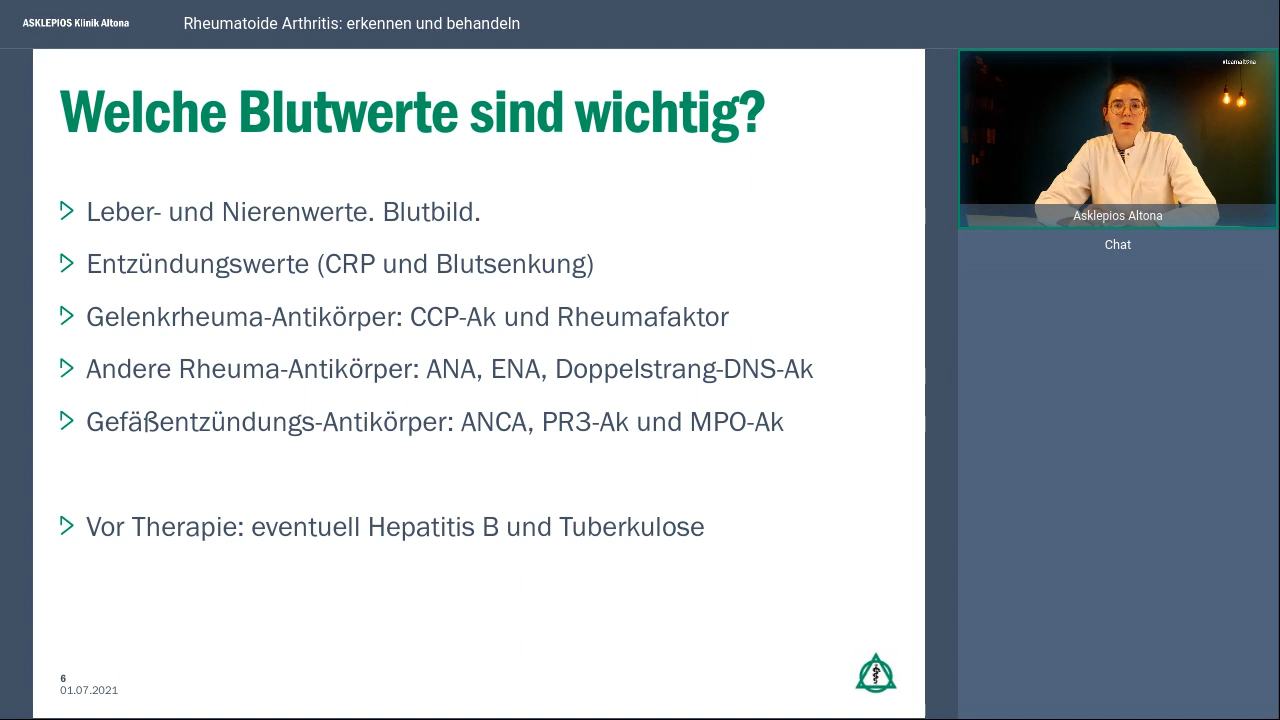 ASKLEPIOS Klinik Altona
Rheumatoide Arthritis: erkennen und behandeln
Welche Blutwerte sind wichtig?
Leber- und Nierenwerte. Blutbild.
Entzündungswerte (CRP und Blutsenkung)
Gelenkrheuma-Antikörper: CCP-Ak und Rheumafaktor
Andere Rheuma-Antikörper: ANA, ENA, Doppelstrang-DNS-Ak
Gefäßentzündungs-Antikörper: ANCA, PR3-Ak und MPO-Ak
Vor Therapie: eventuell Hepatitis B und Tuberkulose
6
01.07.2021
Asklepios Altona
Chat